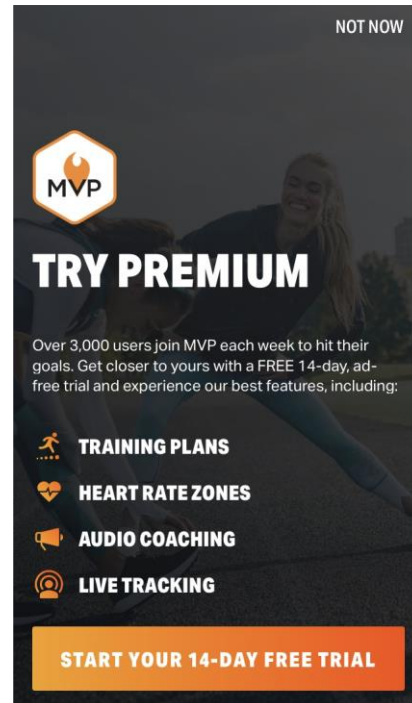 NOT NOW
MVP
TRY PREMIUM
Over 3,000 users join MVP each week to hit their
goals. Get closer to yours with a FREE 14-day, ad-
free trial and experience our best features, including:
TRAINING PLANS
HEART RATE ZONES
AUDIO COACHING
LIVE TRACKING
START YOUR 14-DAY FREE TRIAL